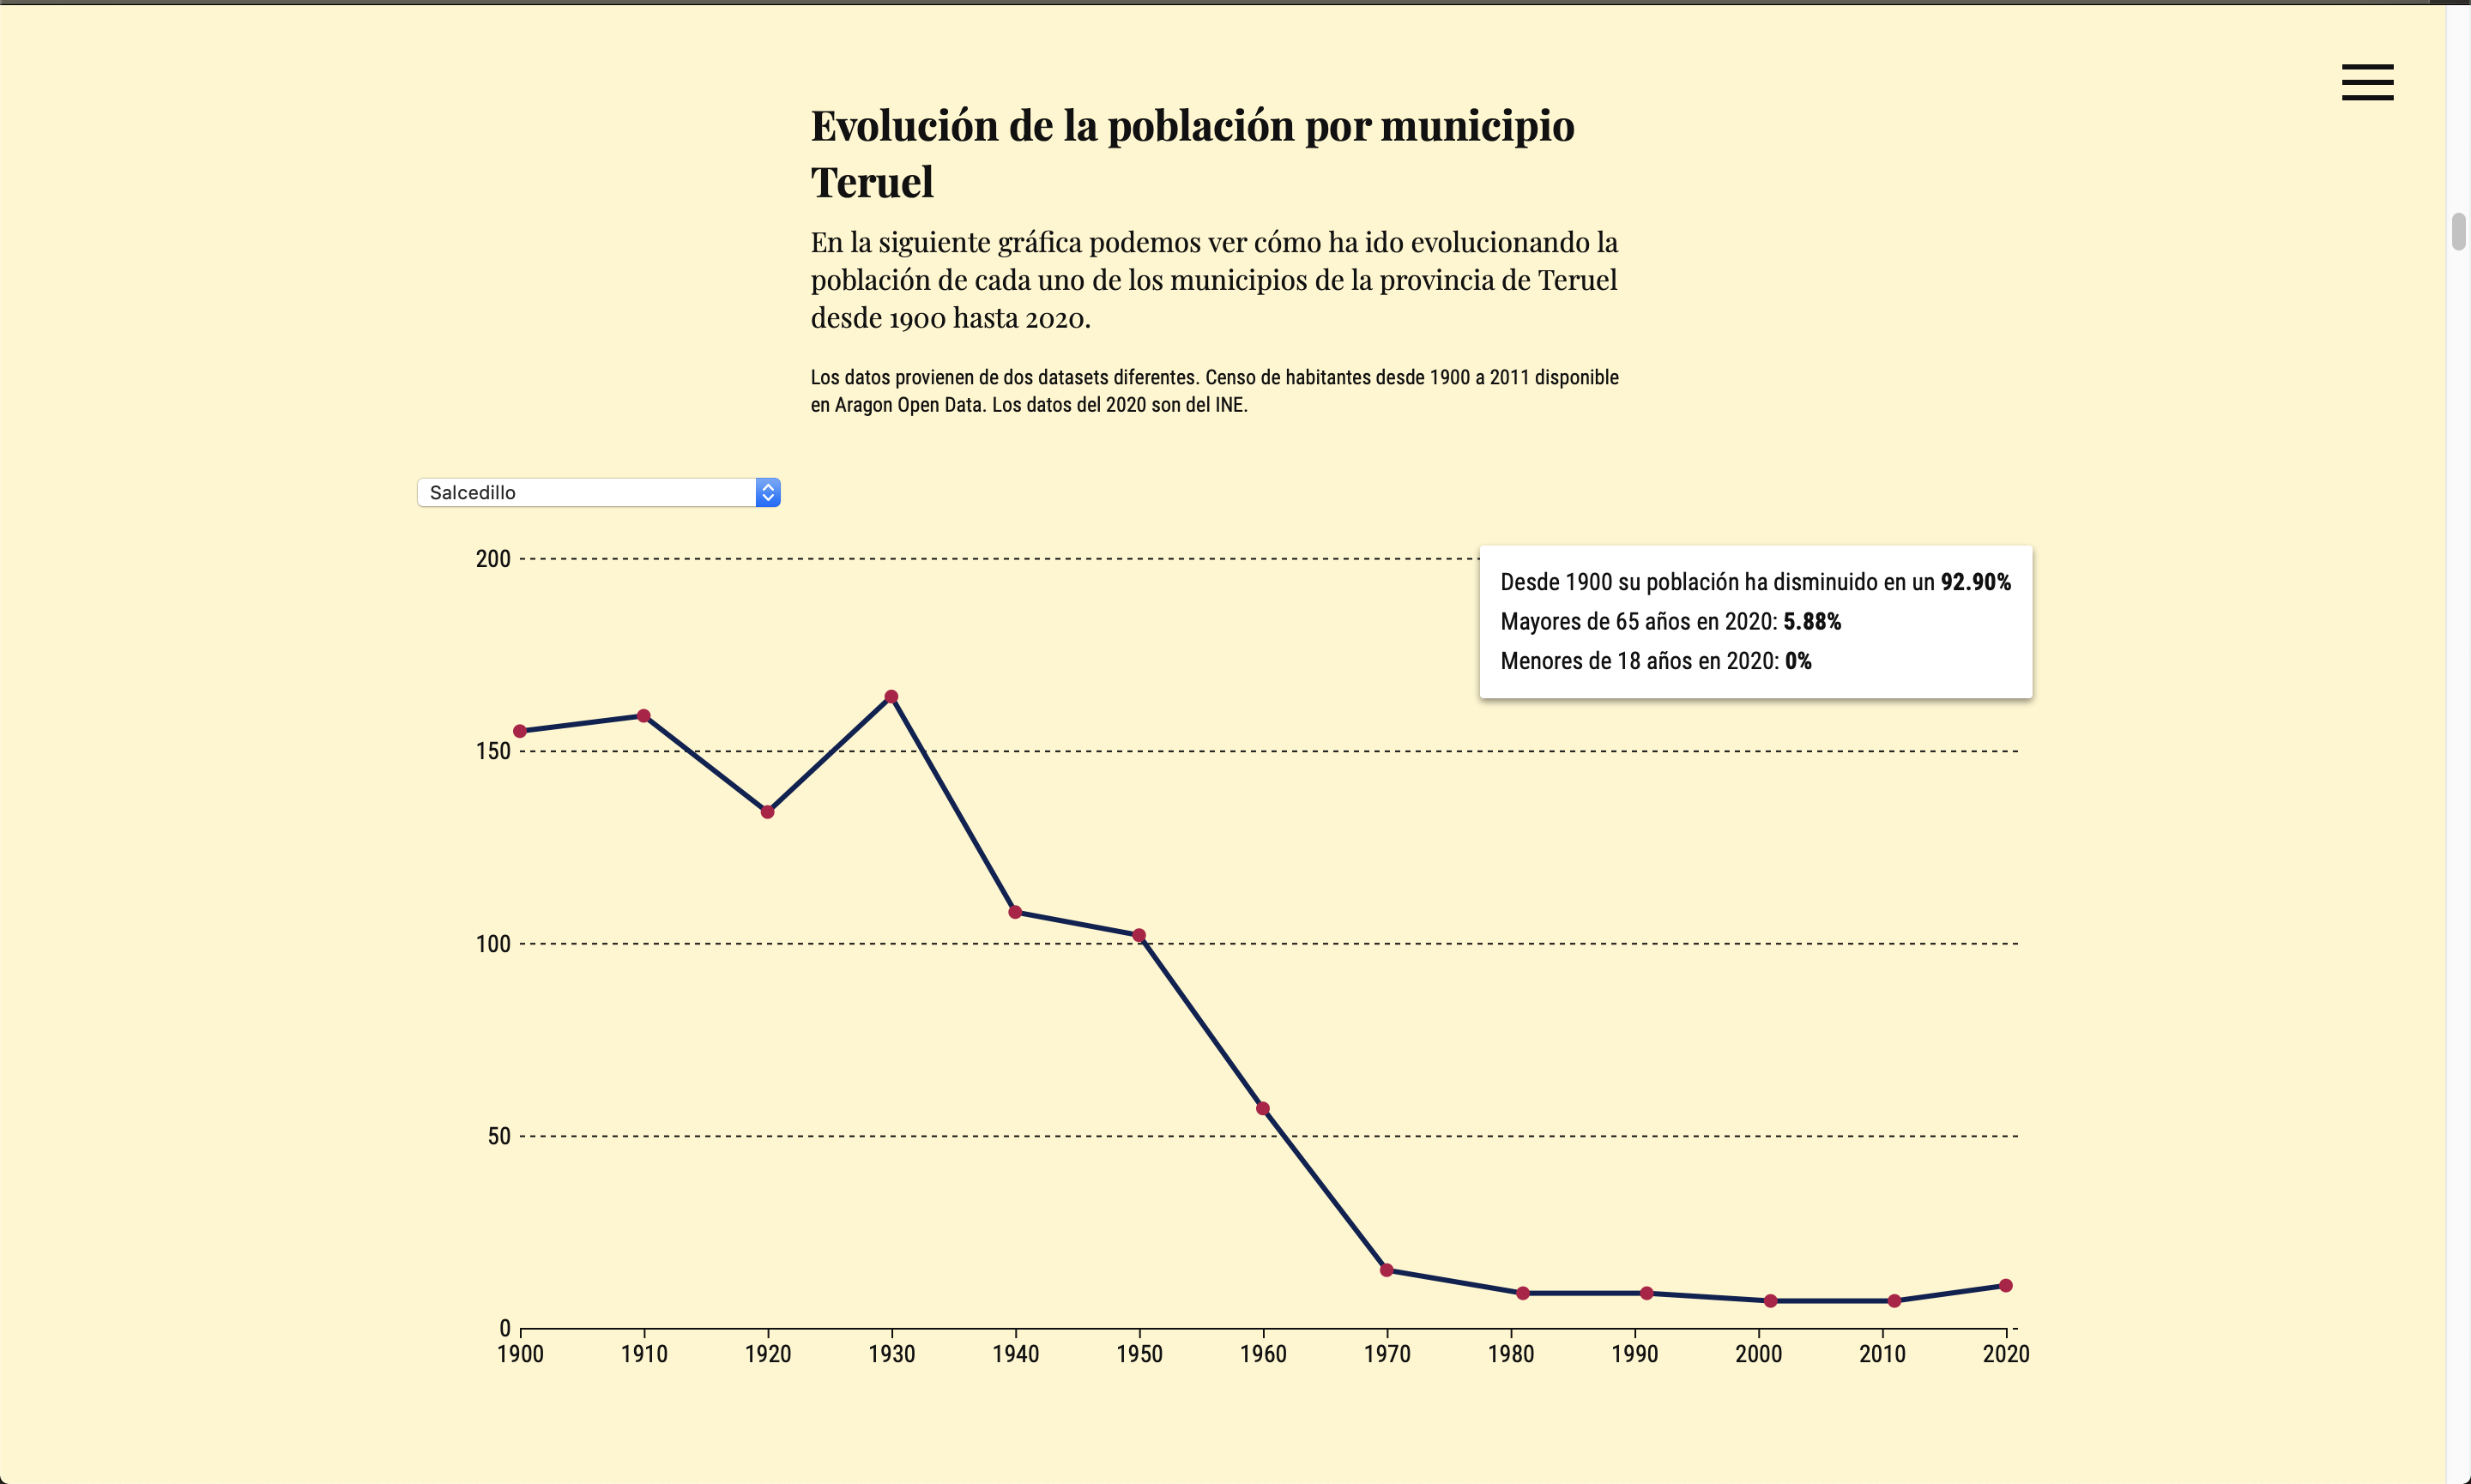 Evolución de la población por municipio
Teruel
En la siguiente gráfica podemos ver cómo ha ido evolucionando la
población de cada uno de los municipios de la provincia de Teruel
desde 1900 hasta 2020.
Los datos provienen de dos datasets diferentes. Censo de habitantes desde 1900 a 2011 disponible
en Aragon Open Data. Los datos del 2020 son del INE.
Salcedillo
Desde 1900 su población ha disminuido en un 92.90%
Mayores de 65 años en 2020: 5.88%
Menores de 18 años en 2020: 0%
200
150
100
50
0
1900 1910 1920 1930 1940 1950 1960 1970 1980 1990 2000 2010 2020